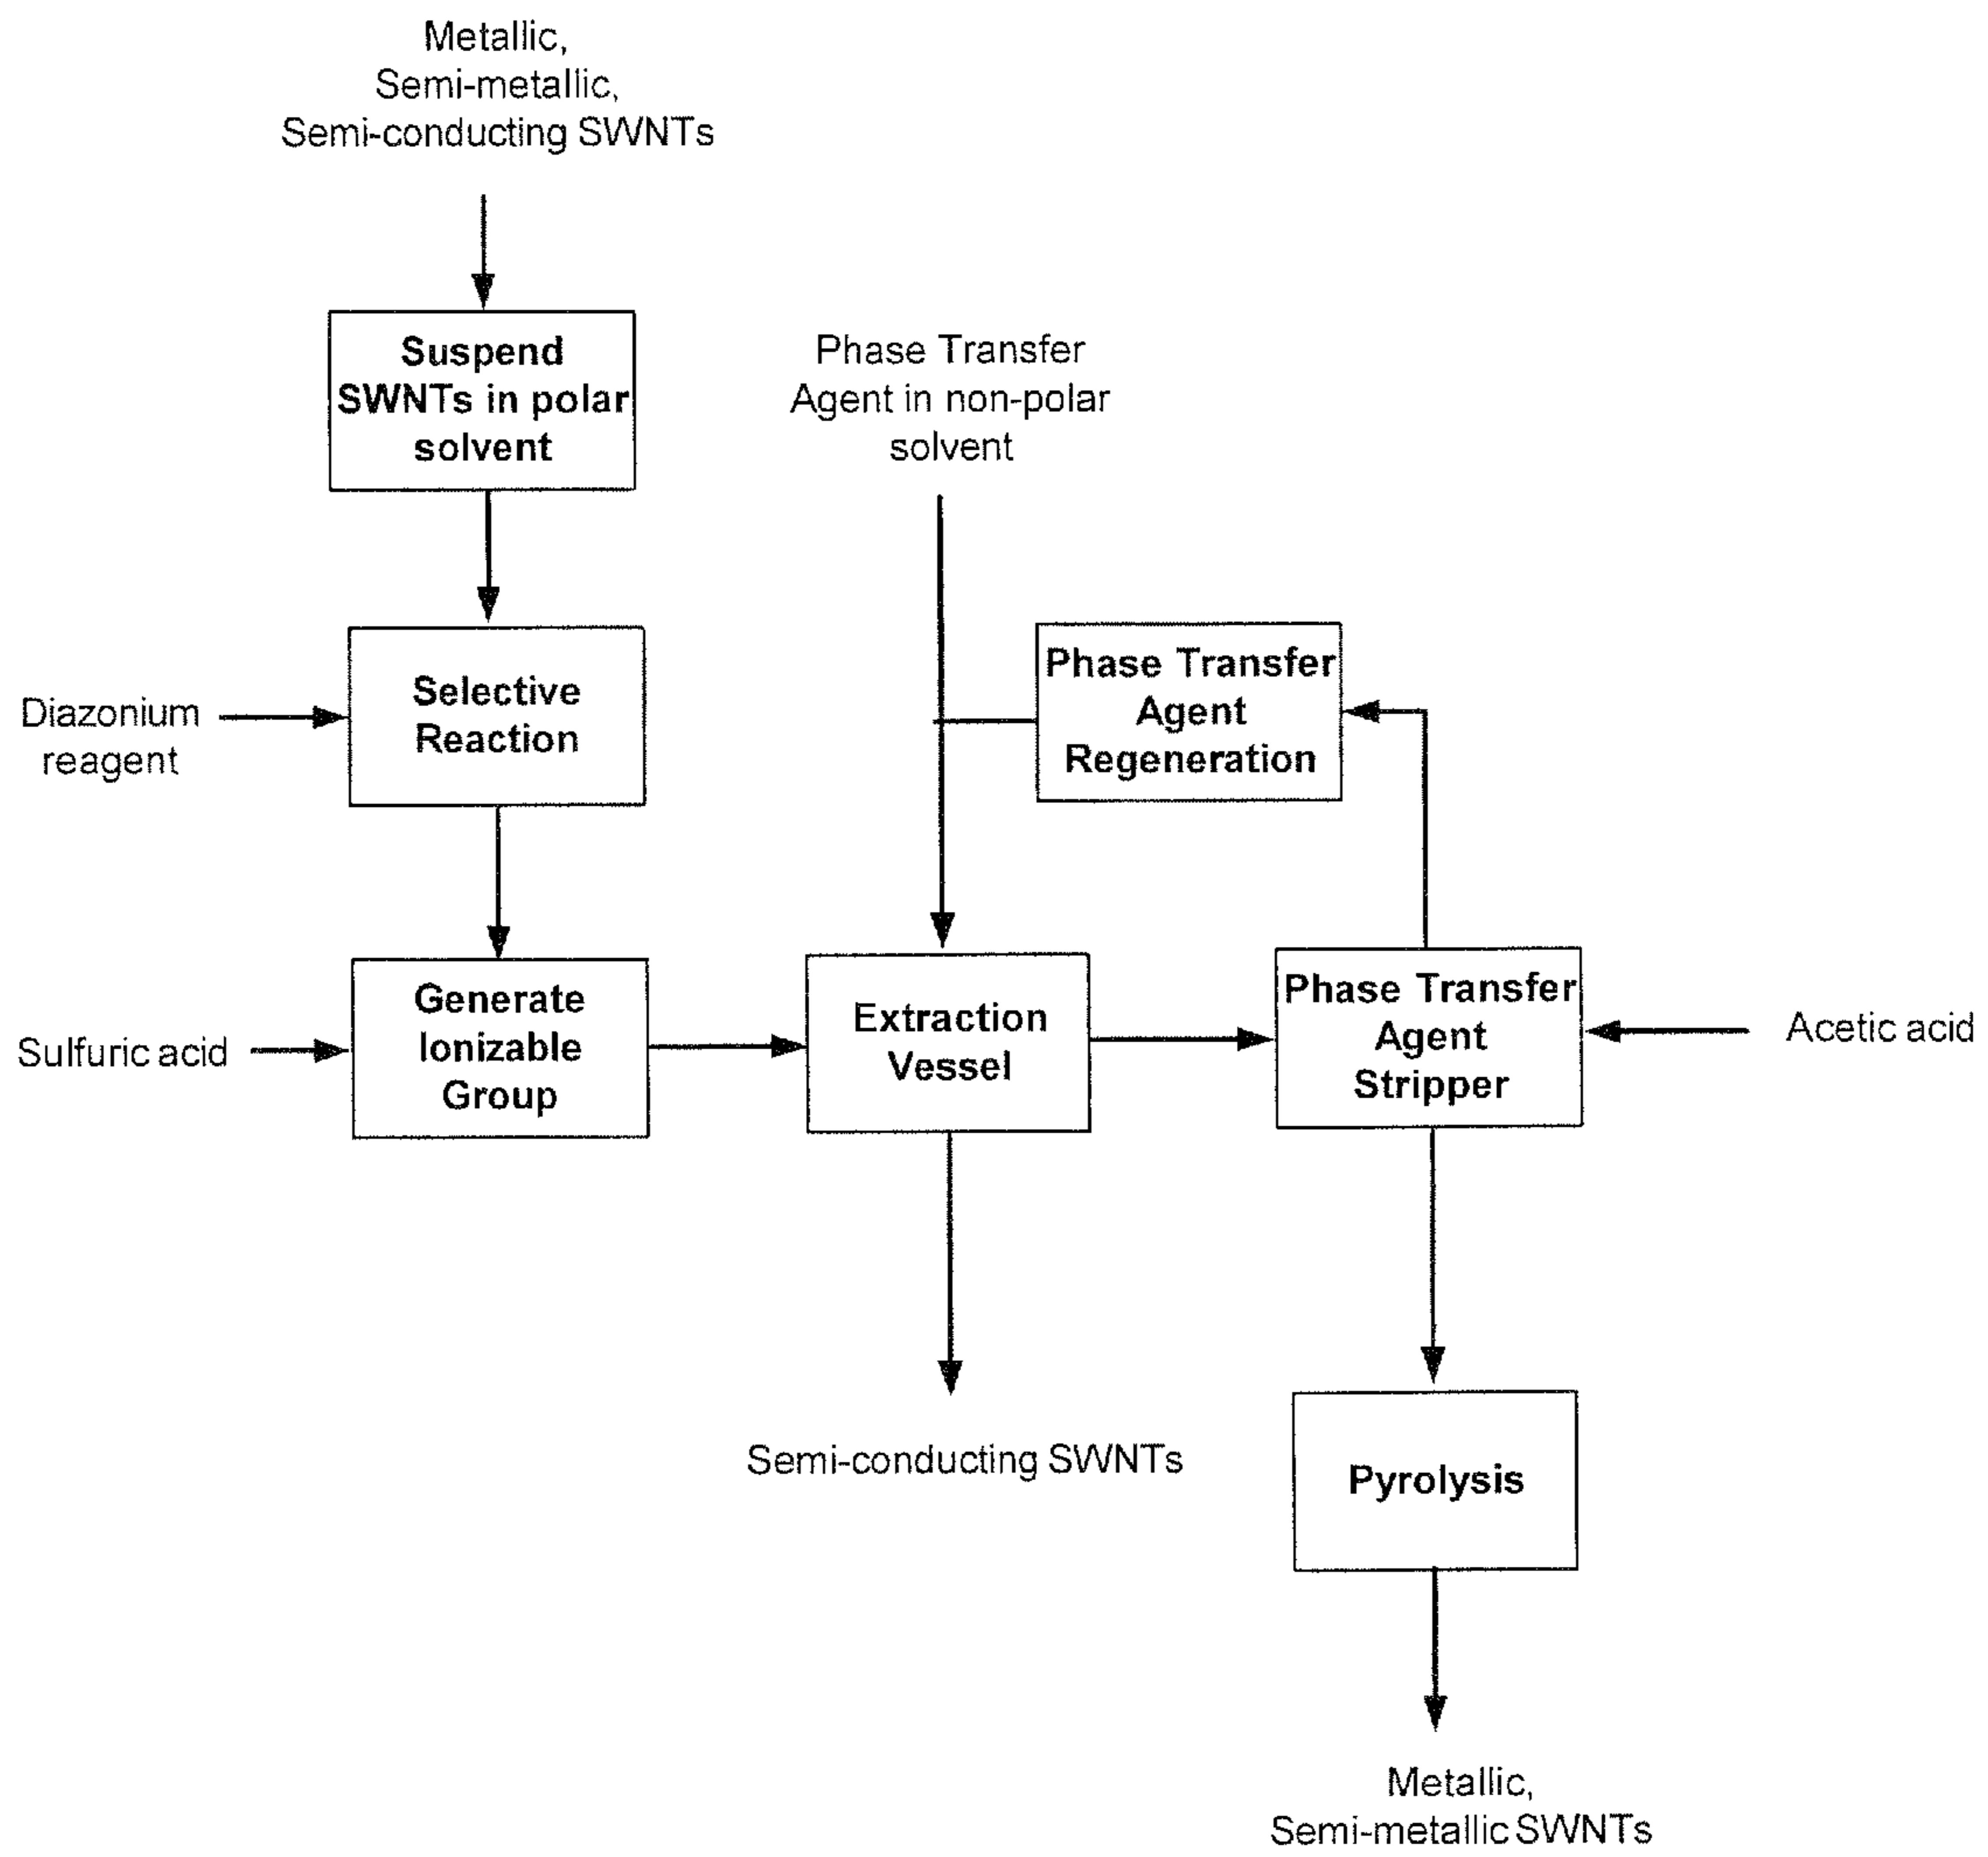 Metallic,
Semi-metallic,
Semi-conducting SWNTs
Suspend
SWNTs in polar
solvent
Phase Transfer
Agent in non-polar
solvent
Diazonium
reagent
Selective
Reaction
Phase Transfer
Agent
Regeneration
Sulfuric acid
Generate
Ionizable
Group
Extraction
Vessel
Phase Transfer
Agent
Stripper
Acetic acid
Semi-conducting SWNTs
Pyrolysis
Metallic,
Semi-metallic SWNTs